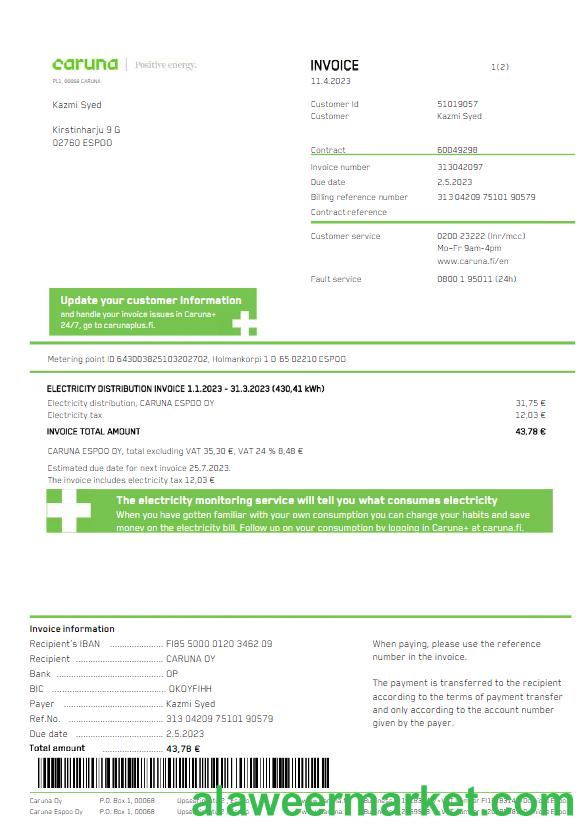 caruna Positive energy.
PL1, 00068 CARUNA
INVOICE 1(2)
11.4.2023
Kazmi Syed
Kirstinharju 9 G
02760 ESPOO
Customer Id 51019057
Customer Kazmi Syed
Contract 60049298
Invoice number 313042097
Due date 2.5.2023
Billing reference number 313 04209 75101 90579
Contract reference
Customer service 0200 23222 (lnr/mcc)
Mo-Fr 9am-4pm
www.caruna.fi/en
Fault service 0800 1 95011 (24h)
Update your customer information
and handle your invoice issues in Caruna+
24/7, go to carunaplus.fi.
Metering point ID 643003825103202702, Holmankorpi 1 O 65 02210 ESPOO
ELECTRICITY DISTRIBUTION INVOICE 1.1.2023 - 31.3.2023 (430,41 kWh)
Electricity distribution, CARUNA ESPOO OY 31,75 €
Electricity tax 12,03 €
INVOICE TOTAL AMOUNT 43,78 €
CARUNA ESPOO OY, total excluding VAT 35,30 €, VAT 24 % 8,48 €
Estimated due date for next invoice 25.7.2023.
The invoice includes electricity tax 12,03 €
The electricity monitoring service will tell you what consumes electricity
When you have gotten familiar with your own consumption you can change your habits and save
money on the electricity bill. Follow up on your consumption by logging in Caruna+ at caruna.fi.
Invoice information
Recipient's IBAN ..................... FI85 5000 0120 3462 09
Recipient ..................... CARUNA OY
Bank ..................... OP
BIC ..................... OKOYFIHH
Payer ..................... Kazmi Syed
Ref.No. ..................... 313 04209 75101 90579
Due date ..................... 2.5.2023
Total amount ..................... 43,78 €
When paying, please use the reference
number in the invoice.
The payment is transferred to the recipient
according to the terms of payment transfer
and only according to the account number
given by the payer.
Caruna Oy P.O. Box 1, 00068
Caruna Espoo Oy P.O. Box 1, 00068
alaweermarket.com